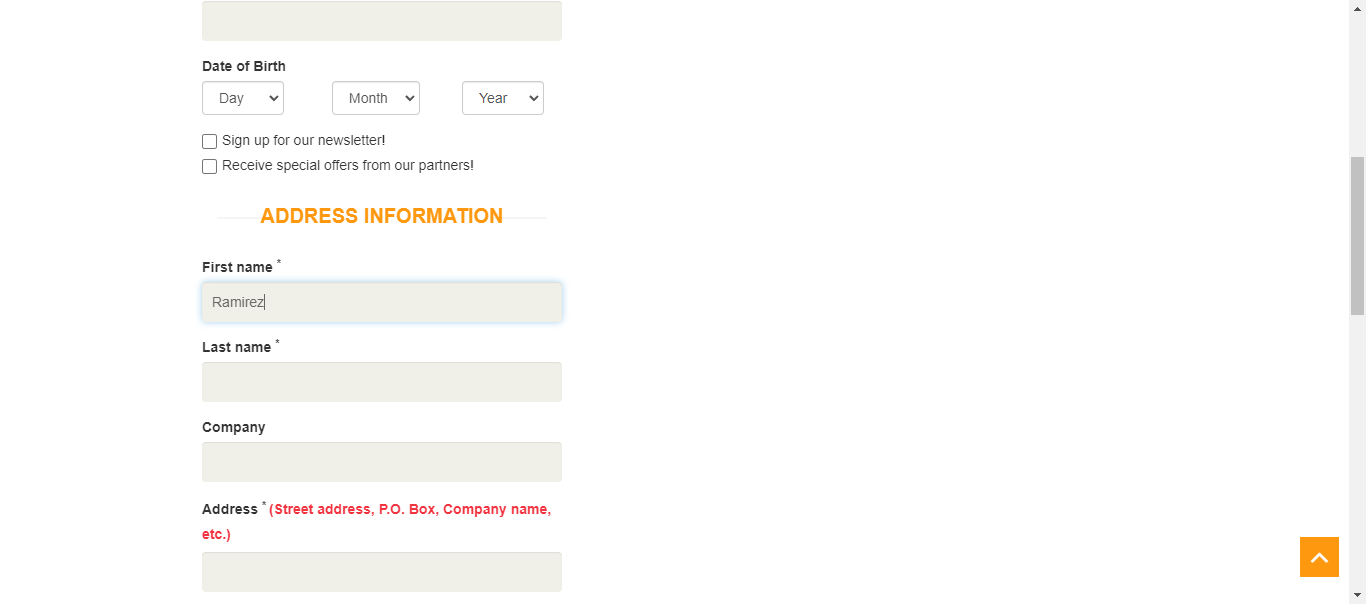 Date of Birth
Day Month Year
Sign up for our newsletter!
Receive special offers from our partners!
ADDRESS INFORMATION
First name *
Ramirez
Last name *
Company
Address * (Street address, P.O. Box, Company name,
etc.)